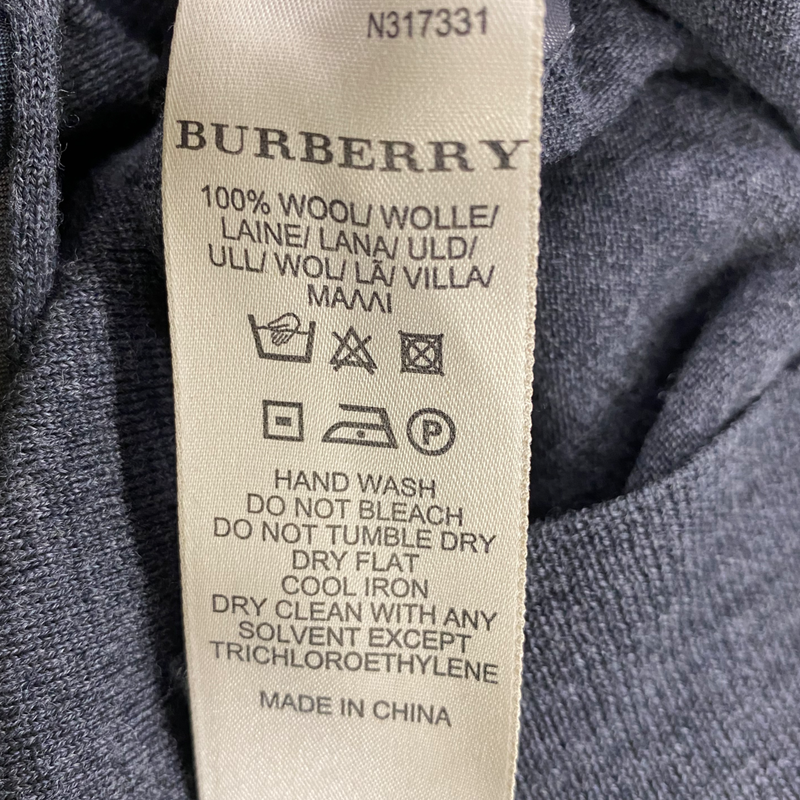 N317331
BURBERRY
100% WOOL/ WOLLE/
LAINE/ LANA/ ULD/
ULL/ WOL/ LÃ/ VILLA/
ΜΑΛΛΙ
P
HAND WASH
DO NOT BLEACH
DO NOT TUMBLE DRY
DRY FLAT
COOL IRON
DRY CLEAN WITH ANY
SOLVENT EXCEPT
TRICHLOROETHYLENE
MADE IN CHINA